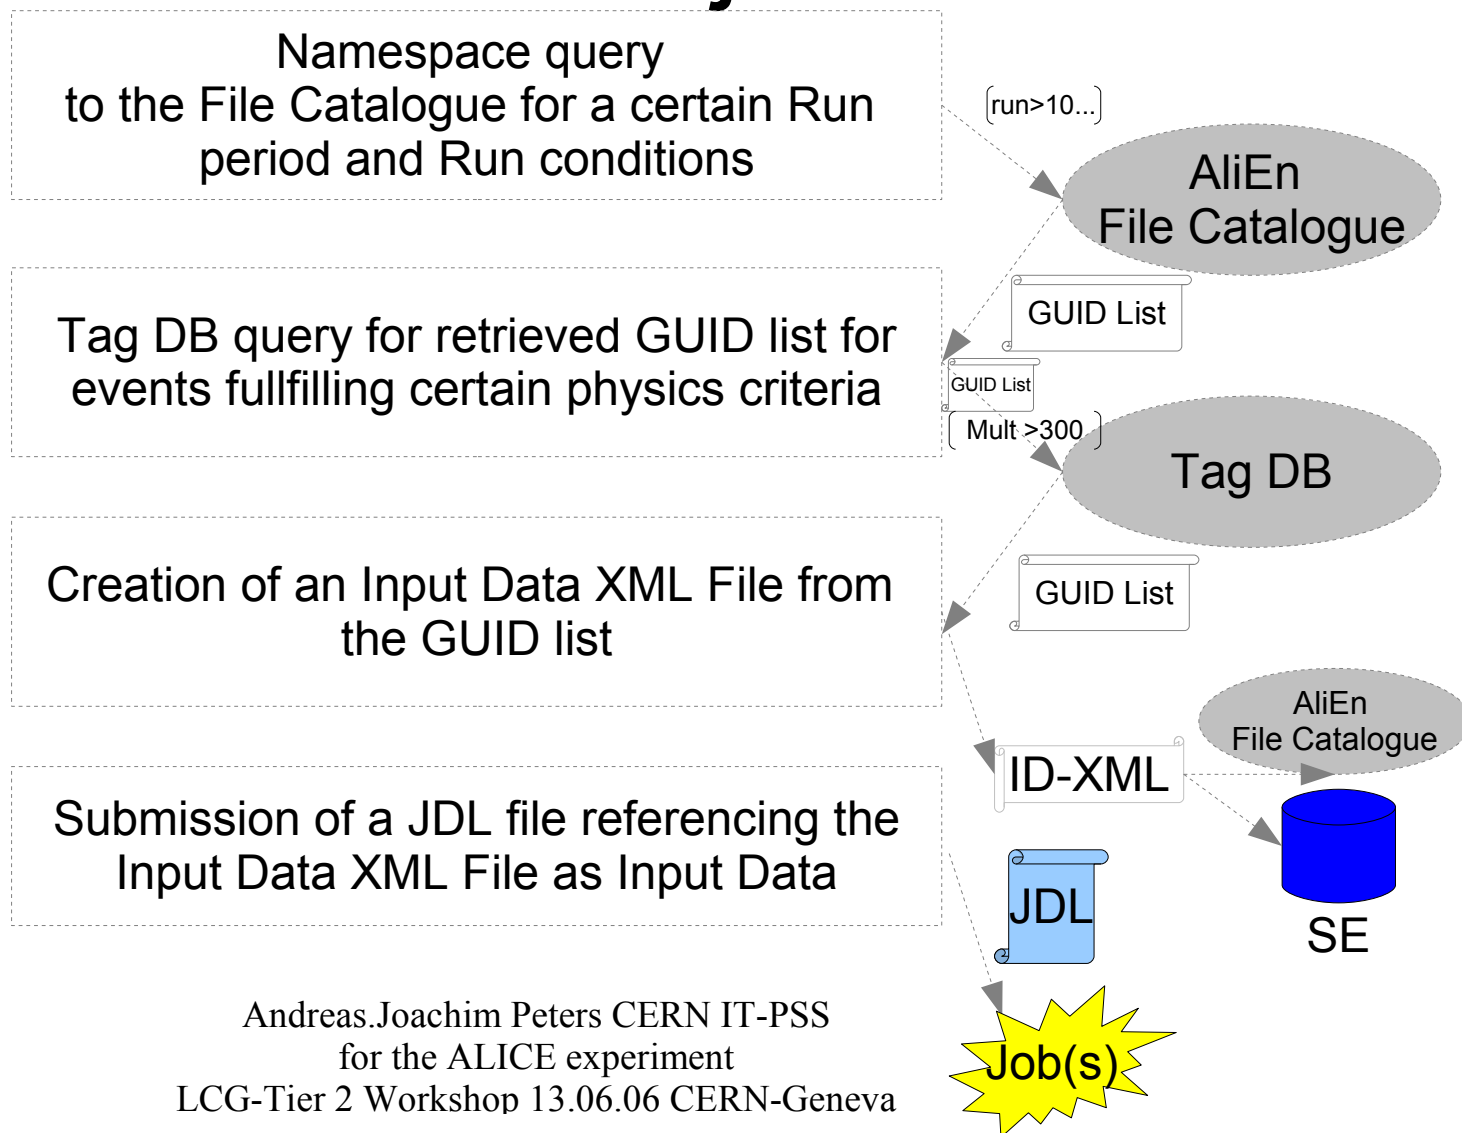 Namespace query
to the File Catalogue for a certain Run
period and Run conditions
run>10...
AliEn
File Catalogue
GUID List
Tag DB query for retrieved GUID list for
events fullfilling certain physics criteria
GUID List
Mult >300
Tag DB
Creation of an Input Data XML File from
the GUID list
GUID List
AliEn
File Catalogue
ID-XML
Submission of a JDL file referencing the
Input Data XML File as Input Data
JDL
SE
Job(s)
Andreas.Joachim Peters CERN IT-PSS
for the ALICE experiment
LCG-Tier 2 Workshop 13.06.06 CERN-Geneva